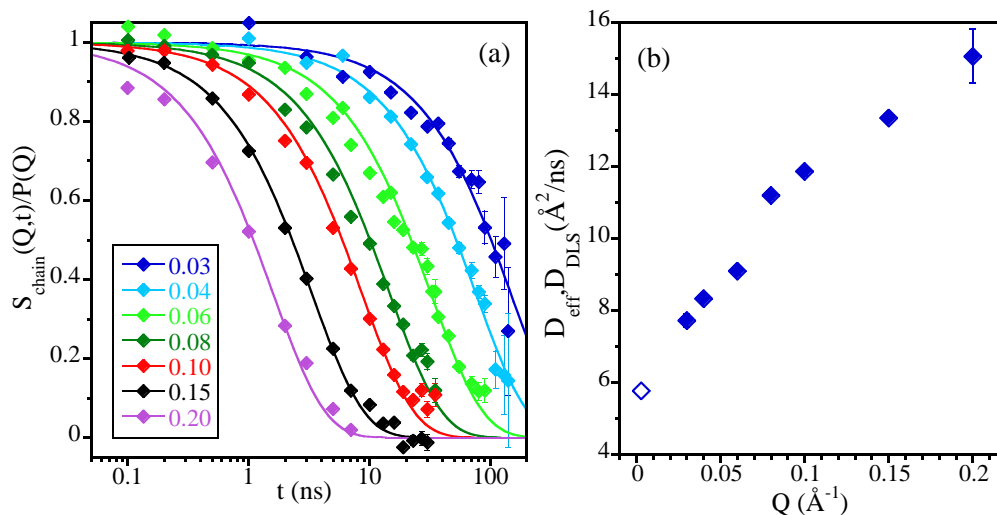 (a)
S_chain(Q,t)/P(Q)
1
0.8
0.6
0.4
0.2
0
0.03
0.04
0.06
0.08
0.10
0.15
0.20
0.1 1 10 100
t (ns)
(b)
D_eff,D_DLS(Å²/ns)
16
14
12
10
8
6
4
0 0.05 0.1 0.15 0.2
Q (Å⁻¹)